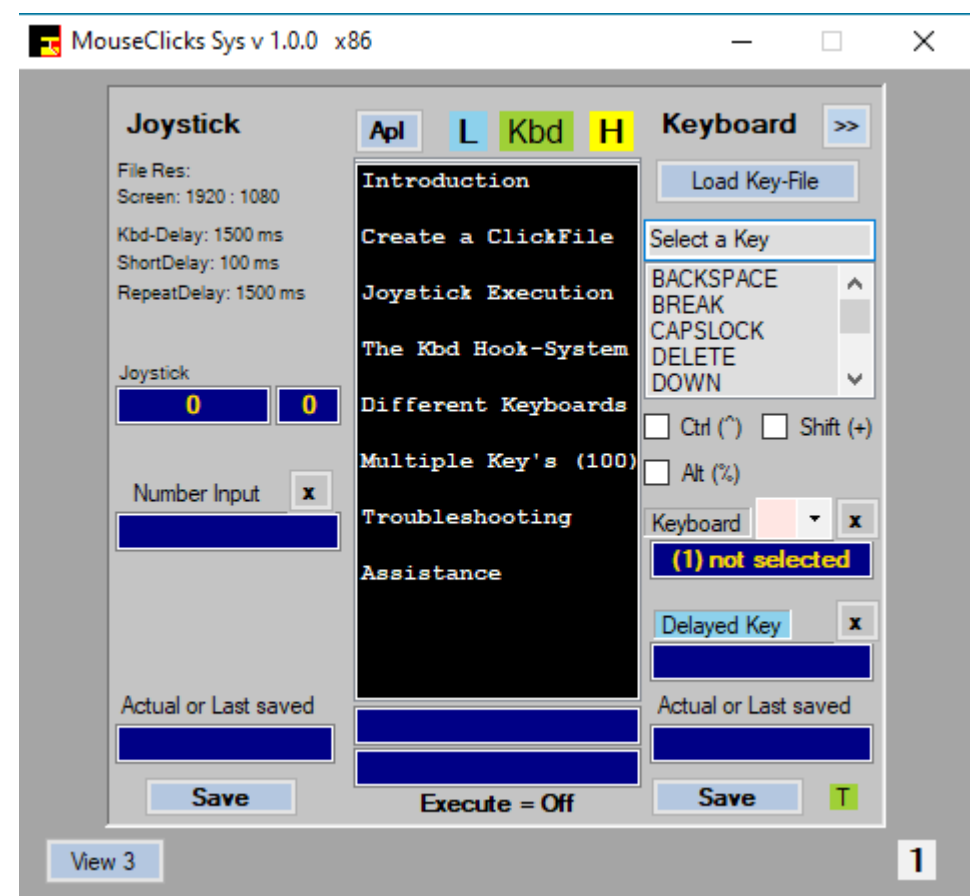 MouseClicks Sys v 1.0.0 x86
Joystick
File Res:
Screen: 1920 : 1080
Kbd-Delay: 1500 ms
ShortDelay: 100 ms
RepeatDelay: 1500 ms
Joystick
0 0
Number Input x
Actual or Last saved
Save
Apl L Kbd H
Introduction
Create a ClickFile
Joystick Execution
The Kbd Hook-System
Different Keyboards
Multiple Key's (100)
Troubleshooting
Assistance
Execute = Off
Keyboard >>
Load Key-File
Select a Key
BACKSPACE
BREAK
CAPSLOCK
DELETE
DOWN
Ctrl (^) Shift (+)
Alt (%)
Keyboard x
(1) not selected
Delayed Key x
Actual or Last saved
Save T
View 3 1